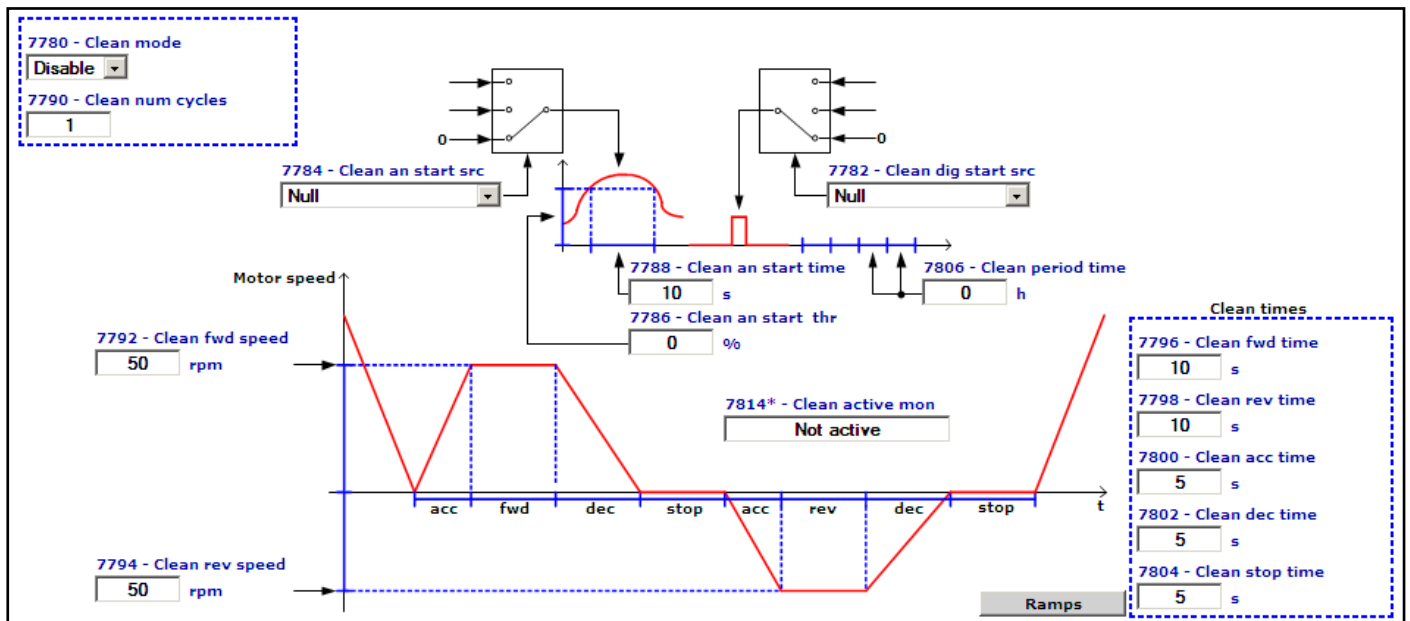 7780 - Clean mode
Disable
7790 - Clean num cycles
1
0
0
7784 - Clean an start src
Null
7782 - Clean dig start src
Null
7788 - Clean an start time
10 s
7806 - Clean period time
0 h
7786 - Clean an start  thr
0 %
Motor speed
7792 - Clean fwd speed
50 rpm
7814* - Clean active mon
Not active
acc fwd dec stop acc rev dec stop t
7794 - Clean rev speed
50 rpm
Ramps
Clean times
7796 - Clean fwd time
10 s
7798 - Clean rev time
10 s
7800 - Clean acc time
5 s
7802 - Clean dec time
5 s
7804 - Clean stop time
5 s